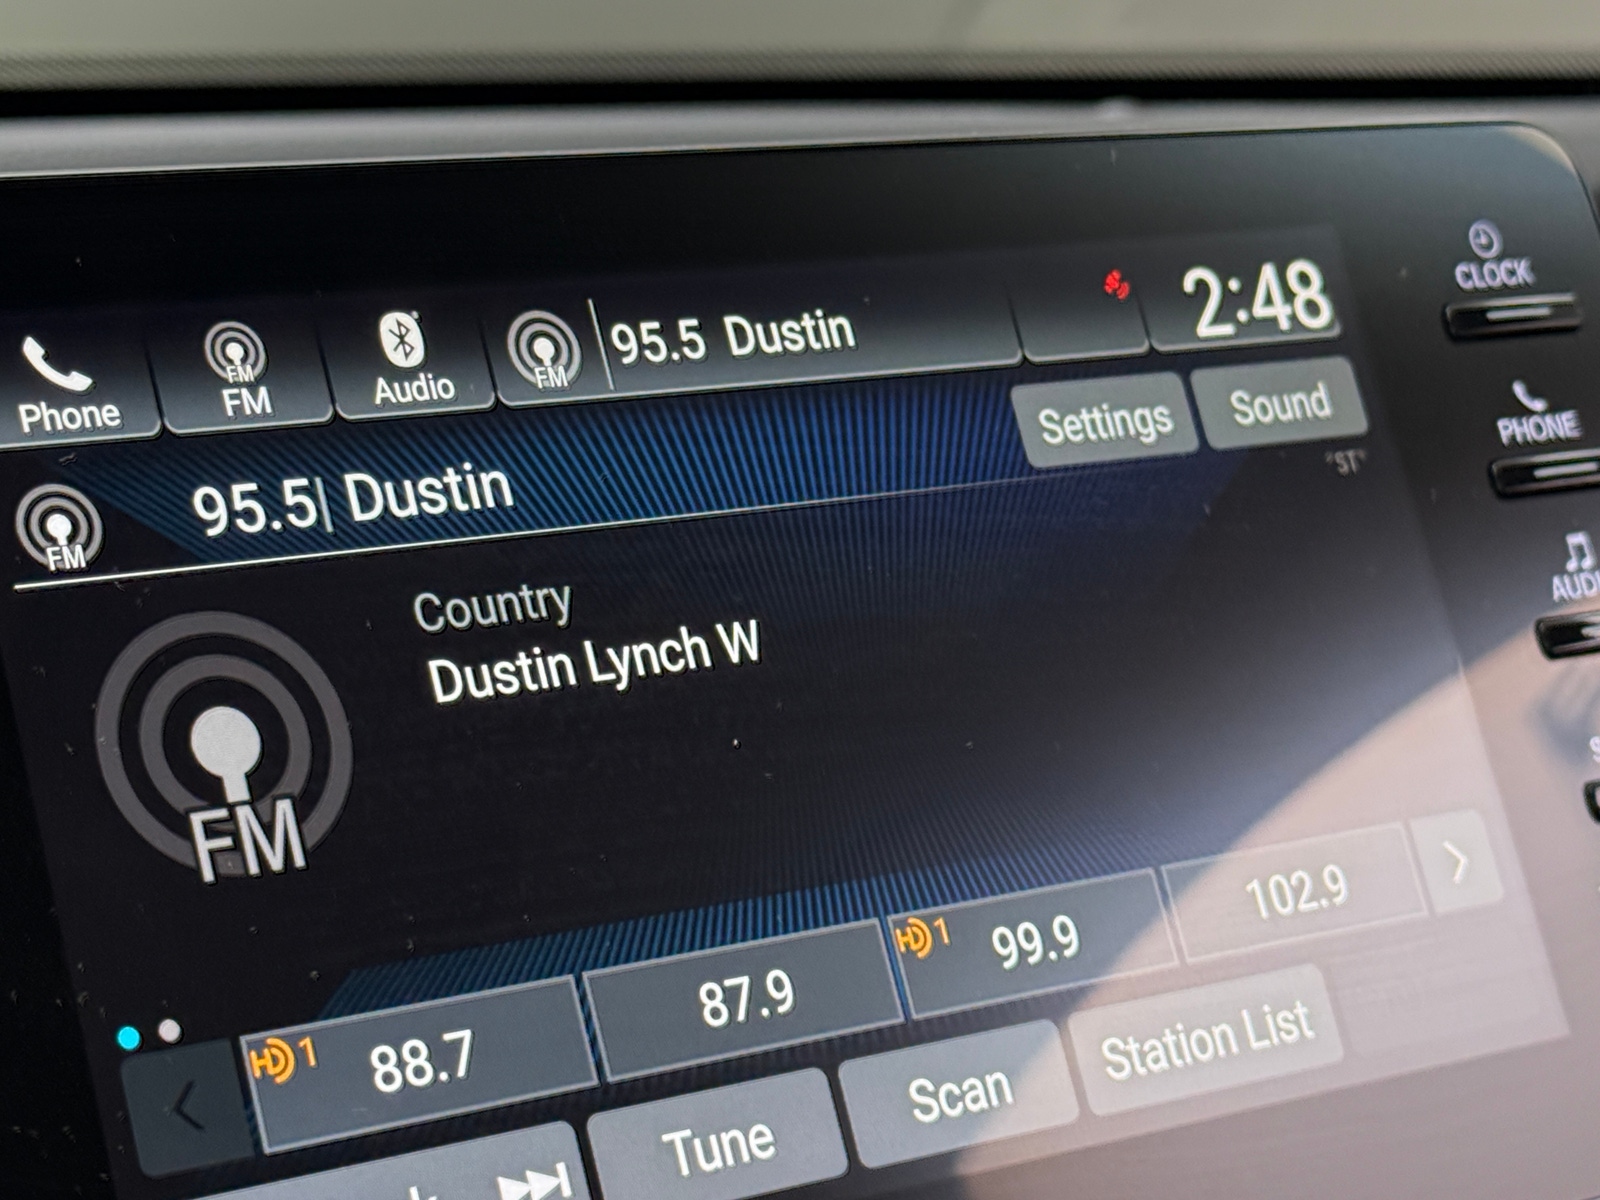 Phone
FM
FM
Audio
FM
95.5 Dustin
2:48
CLOCK
Settings
Sound
PHONE
FM
95.5| Dustin
"ST"
Country
Dustin Lynch W
FM
HD 1 88.7
87.9
HD 1 99.9
102.9
Tune
Scan
Station List